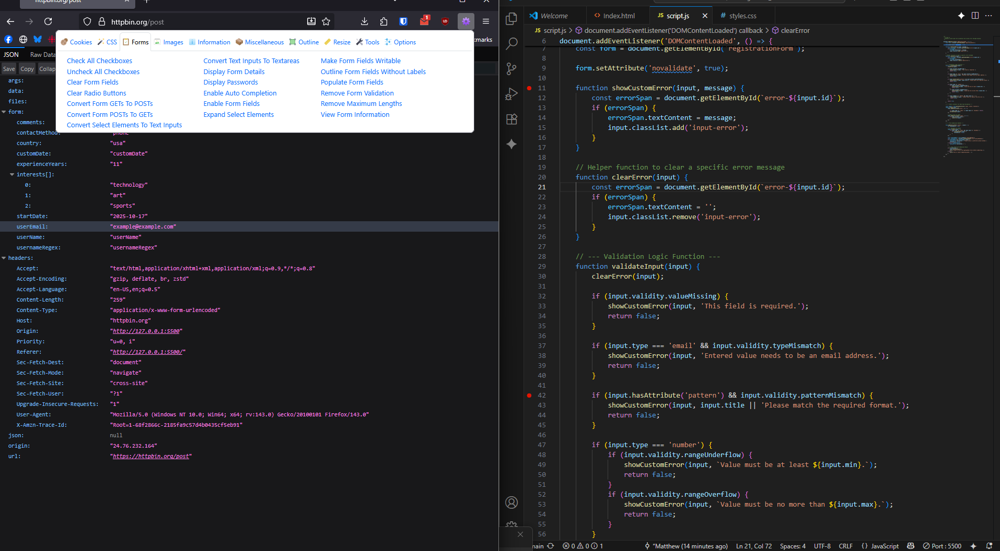 httpbin.org/post
httpbin.org/post
1
Cookies CSS Forms Images Information Miscellaneous Outline Resize Tools Options
Check All Checkboxes
Uncheck All Checkboxes
Clear Form Fields
Clear Radio Buttons
Convert Form GETs To POSTs
Convert Form POSTs To GETs
Convert Select Elements To Text Inputs
Convert Text Inputs To Textareas
Display Form Details
Display Passwords
Enable Auto Completion
Enable Form Fields
Expand Select Elements
Make Form Fields Writable
Outline Form Fields Without Labels
Populate Form Fields
Remove Form Validation
Remove Maximum Lengths
View Form Information
JSON Raw Data
Save Copy Collap
args:
data:
files:
form:
comments:
contactMethod: "phone"
country: "usa"
customDate: "customDate"
experienceYears: "11"
interests[]:
0: "technology"
1: "art"
2: "sports"
startDate: "2025-10-17"
userEmail: "example@example.com"
userName: "userName"
usernameRegex: "usernameRegex"
headers:
Accept: "text/html,application/xhtml+xml,application/xml;q=0.9,*/*;q=0.8"
Accept-Encoding: "gzip, deflate, br, zstd"
Accept-Language: "en-US,en;q=0.5"
Content-Length: "259"
Content-Type: "application/x-www-form-urlencoded"
Host: "httpbin.org"
Origin: "http://127.0.0.1:5500"
Priority: "u=0, i"
Referer: "http://127.0.0.1:5500/"
Sec-Fetch-Dest: "document"
Sec-Fetch-Mode: "navigate"
Sec-Fetch-Site: "cross-site"
Sec-Fetch-User: "?1"
Upgrade-Insecure-Requests: "1"
User-Agent: "Mozilla/5.0 (Windows NT 10.0; Win64; x64; rv:143.0) Gecko/20100101 Firefox/143.0"
X-Amzn-Trace-Id: "Root=1-68f2866c-2185fa9c57d4b0435cf5eb91"
json: null
origin: "24.76.232.164"
url: "https://httpbin.org/post"
Welcome <> Index.html JS script.js # styles.css
JS script.js > document.addEventListener('DOMContentLoaded') callback > clearError
6 document.addEventListener('DOMContentLoaded', () => {
7 const form = document.getElementById('registrationForm');
8
9 form.setAttribute('novalidate', true);
10
11 function showCustomError(input, message) {
12 const errorSpan = document.getElementById(`error-${input.id}`);
13 if (errorSpan) {
14 errorSpan.textContent = message;
15 input.classList.add('input-error');
16 }
17 }
18
19 // Helper function to clear a specific error message
20 function clearError(input) {
21 const errorSpan = document.getElementById(`error-${input.id}`);
22 if (errorSpan) {
23 errorSpan.textContent = '';
24 input.classList.remove('input-error');
25 }
26 }
27
28 // --- Validation Logic Function ---
29 function validateInput(input) {
30 clearError(input);
31
32 if (input.validity.valueMissing) {
33 showCustomError(input, 'This field is required.');
34 return false;
35 }
36
37 if (input.type === 'email' && input.validity.typeMismatch) {
38 showCustomError(input, 'Entered value needs to be an email address.');
39 return false;
40 }
41
42 if (input.hasAttribute('pattern') && input.validity.patternMismatch) {
43 showCustomError(input, input.title || 'Please match the required format.');
44 return false;
45 }
46
47 if (input.type === 'number') {
48 if (input.validity.rangeUnderflow) {
49 showCustomError(input, `Value must be at least ${input.min}.`);
50 return false;
51 }
52 if (input.validity.rangeOverflow) {
53 showCustomError(input, `Value must be no more than ${input.max}.`);
54 return false;
55 }
56 }
0 0 1 "Matthew (14 minutes ago) Ln 21, Col 72 Spaces: 4 UTF-8 CRLF {} JavaScript Port : 5500